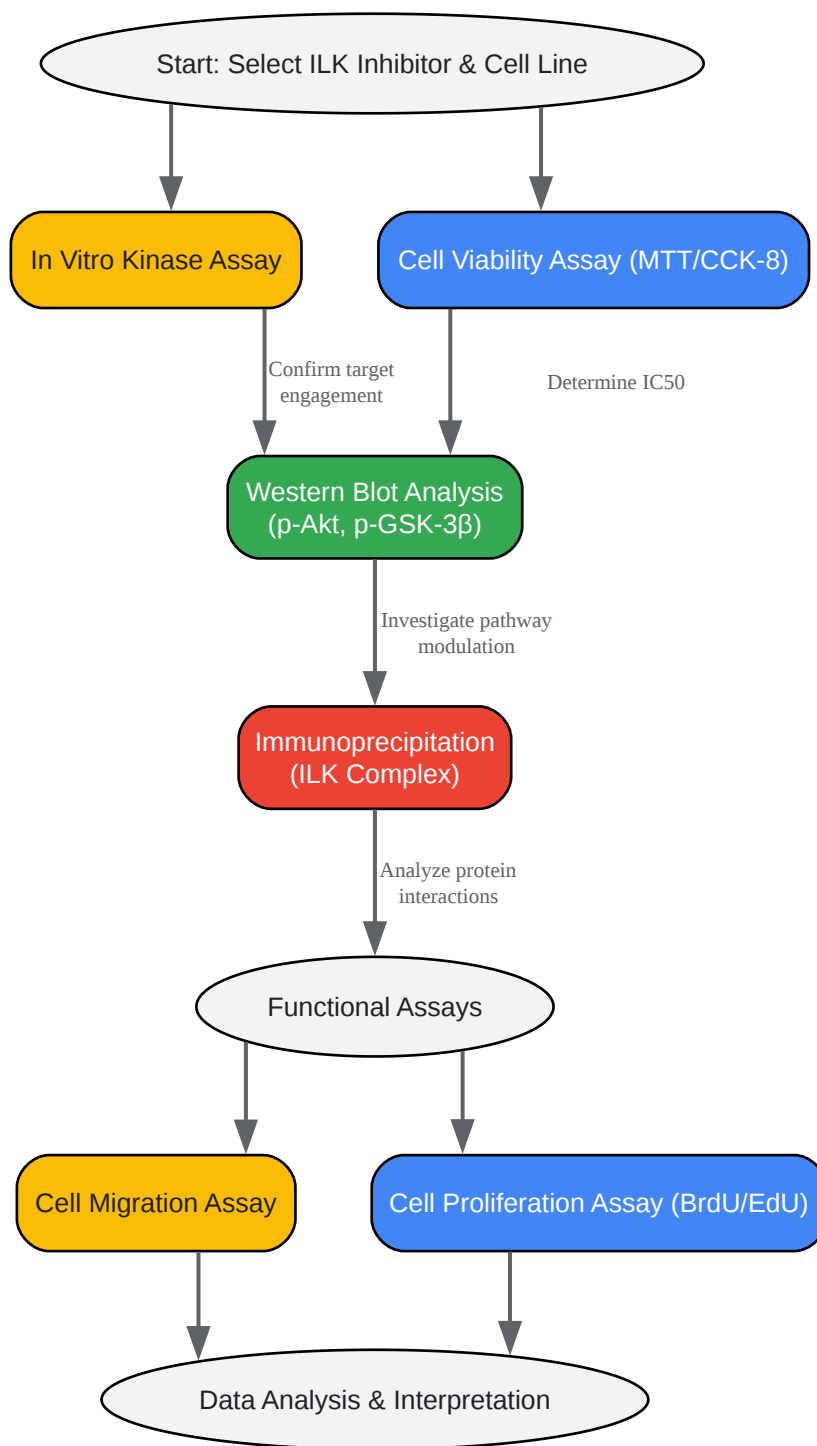 Start: Select ILK Inhibitor & Cell Line
In Vitro Kinase Assay
Cell Viability Assay (MTT/CCK-8)
Confirm target
engagement
Determine IC50
Western Blot Analysis
(p-Akt, p-GSK-3β)
Investigate pathway
modulation
Immunoprecipitation
(ILK Complex)
Analyze protein
interactions
Functional Assays
Cell Migration Assay
Cell Proliferation Assay (BrdU/EdU)
Data Analysis & Interpretation